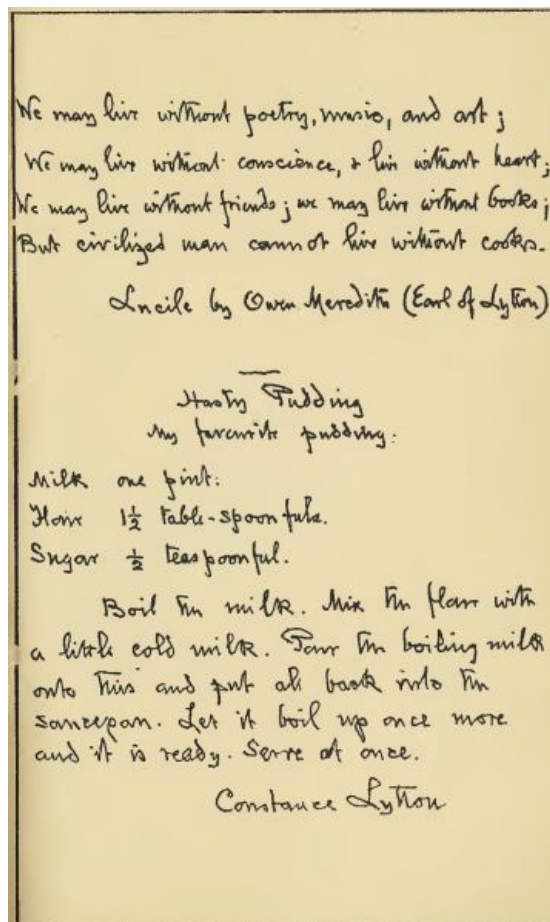 We may live without poetry, music, and art;
We may live without conscience, & live without heart;
We may live without friends; we may live without books;
But civilized man cannot live without cooks.
Lucile by Owen Meredith (Earl of Lytton)
Hasty Pudding
My favourite pudding:
Milk one pint:
Flour 1½ table-spoonfuls.
Sugar ½ teaspoonful.
Boil the milk. Mix the flour with
a little cold milk. Pour the boiling milk
onto this and put all back into the
saucepan. Let it boil up once more
and it is ready. Serve at once.
Constance Lytton